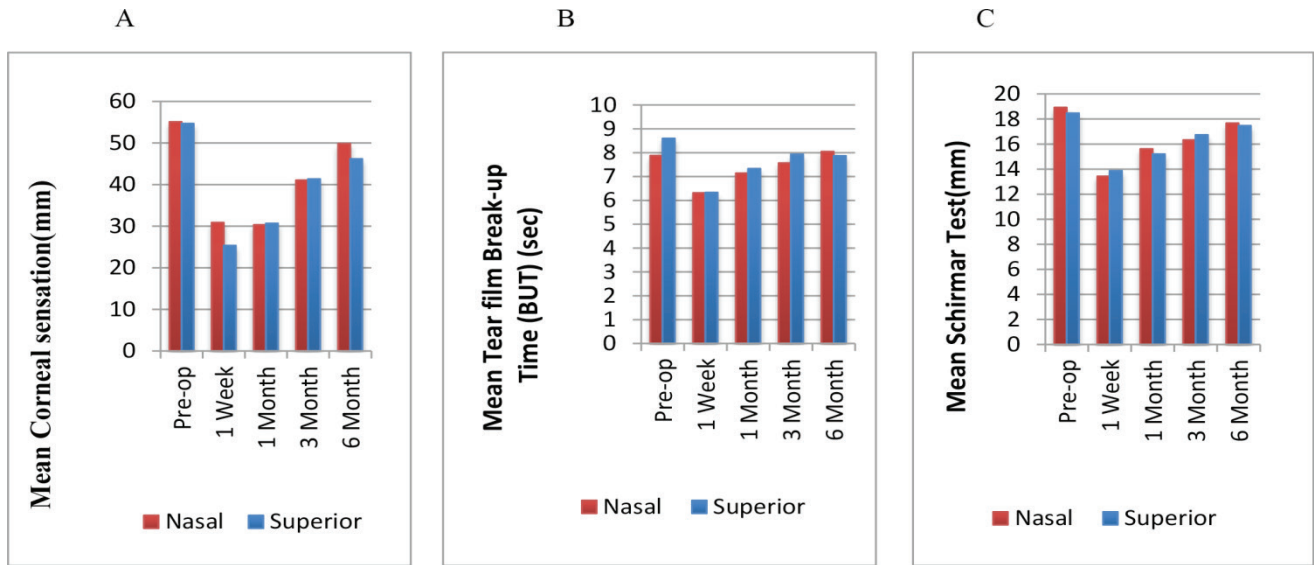 A
B
C
Mean Corneal sensation(mm)
60
50
40
30
20
10
0
Pre-op
1 Week
1 Month
3 Month
6 Month
Nasal
Superior
Mean Tear film Break-up
Time (BUT) (sec)
10
9
8
7
6
5
4
3
2
1
0
Pre-op
1 Week
1 Month
3 Month
6 Month
Nasal
Superior
Mean Schirmar Test(mm)
20
18
16
14
12
10
8
6
4
2
0
Pre-op
1 Week
1 Month
3 Month
6 Month
Nasal
Superior